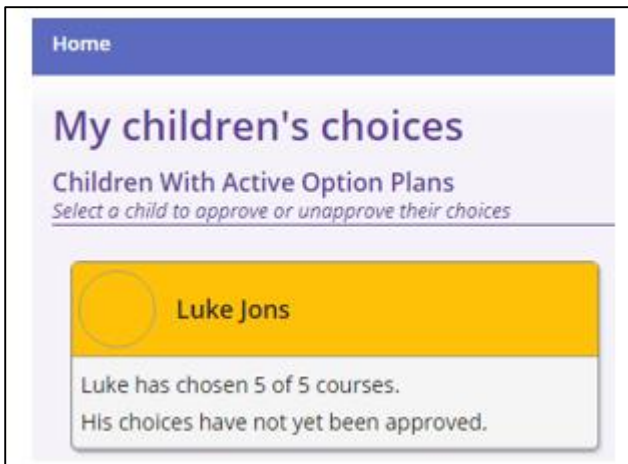 Home
My children's choices
Children With Active Option Plans
Select a child to approve or unapprove their choices
Luke Jons
Luke has chosen 5 of 5 courses.
His choices have not yet been approved.